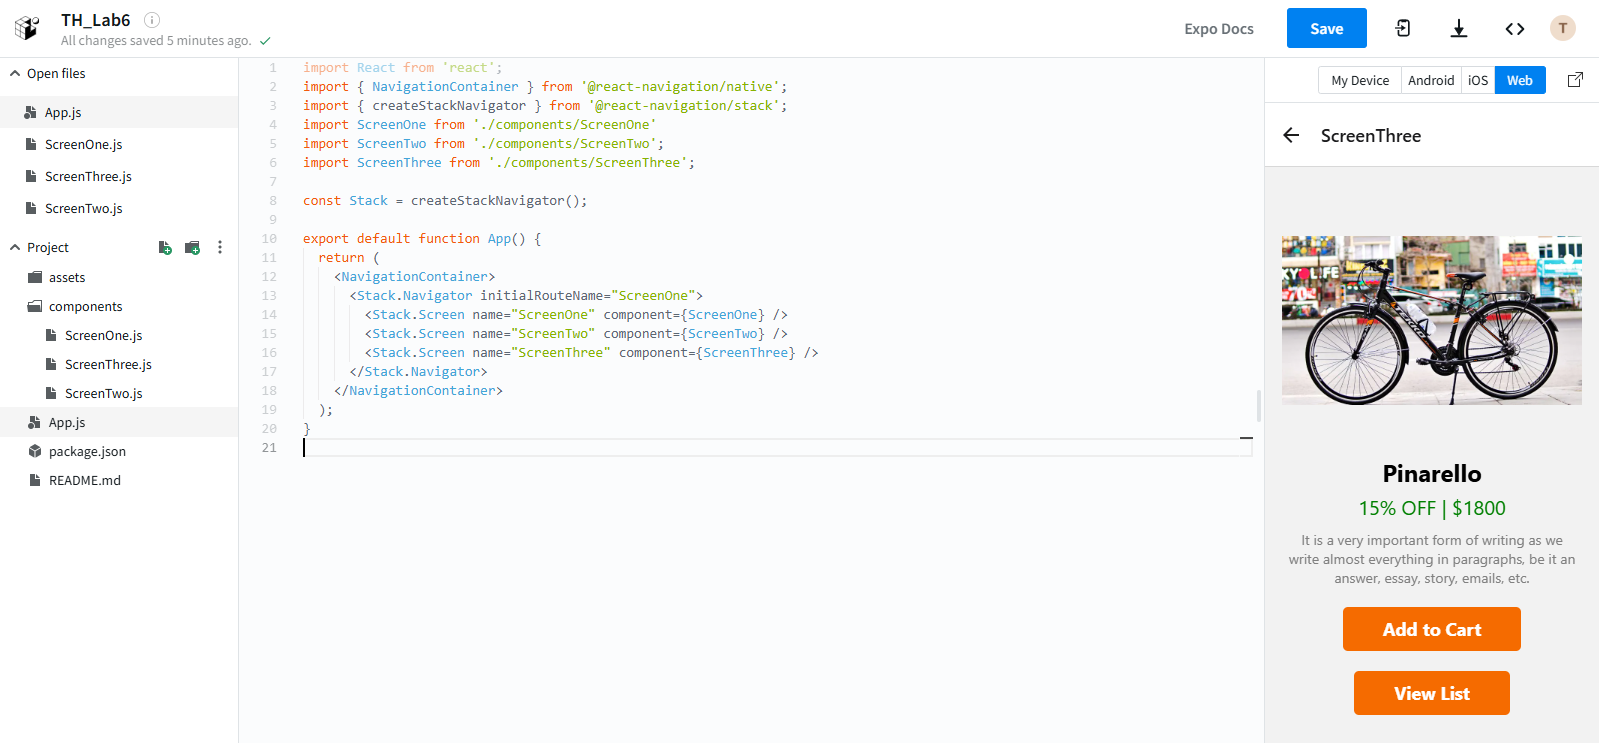 TH_Lab6
All changes saved 5 minutes ago.
Expo Docs
Save
T
Open files
App.js
ScreenOne.js
ScreenThree.js
ScreenTwo.js
Project
assets
components
ScreenOne.js
ScreenThree.js
ScreenTwo.js
App.js
package.json
README.md
1 import React from 'react';
2 import { NavigationContainer } from '@react-navigation/native';
3 import { createStackNavigator } from '@react-navigation/stack';
4 import ScreenOne from './components/ScreenOne'
5 import ScreenTwo from './components/ScreenTwo';
6 import ScreenThree from './components/ScreenThree';
7
8 const Stack = createStackNavigator();
9
10 export default function App() {
11 return (
12 <NavigationContainer>
13 <Stack.Navigator initialRouteName="ScreenOne">
14 <Stack.Screen name="ScreenOne" component={ScreenOne} />
15 <Stack.Screen name="ScreenTwo" component={ScreenTwo} />
16 <Stack.Screen name="ScreenThree" component={ScreenThree} />
17 </Stack.Navigator>
18 </NavigationContainer>
19 );
20 }
21
My Device
Android
iOS
Web
ScreenThree
Pinarello
15% OFF | $1800
It is a very important form of writing as we
write almost everything in paragraphs, be it an
answer, essay, story, emails, etc.
Add to Cart
View List